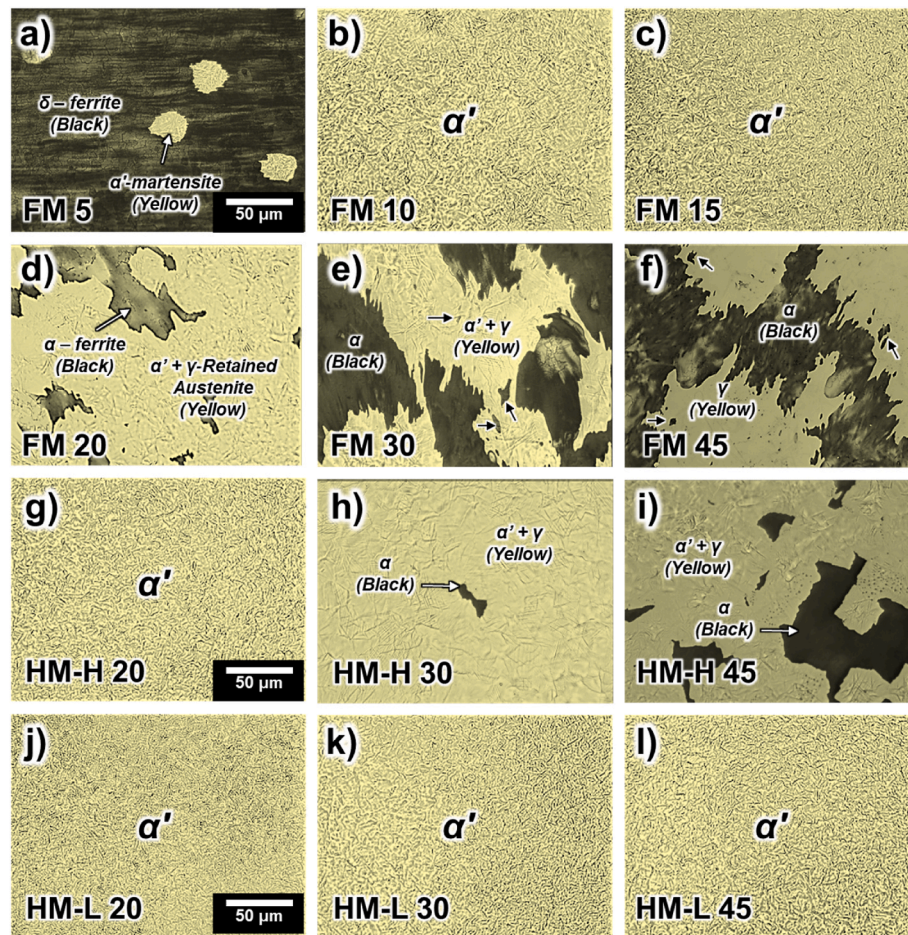 a)
δ – ferrite
(Black)
α'-martensite
(Yellow)
FM 5
50 µm
b)
α'
FM 10
c)
α'
FM 15
d)
α – ferrite
(Black)
α' + γ-Retained
Austenite
(Yellow)
FM 20
e)
α
(Black)
α' + γ
(Yellow)
FM 30
f)
α
(Black)
γ
(Yellow)
FM 45
g)
α'
HM-H 20
50 µm
h)
α' + γ
(Yellow)
α
(Black)
HM-H 30
i)
α' + γ
(Yellow)
α
(Black)
HM-H 45
j)
α'
HM-L 20
50 µm
k)
α'
HM-L 30
l)
α'
HM-L 45